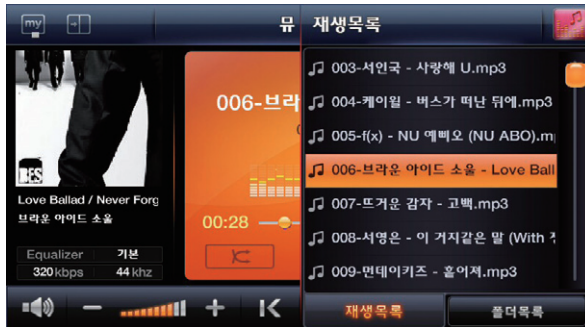 my
뮤
재생목록
BES
Love Ballad / Never Forg
브라운 아이드 소울
Equalizer 기본
320 kbps 44 khz
006-브라
00:28
003-서인국 - 사랑해 U.mp3
004-케이윌 - 버스가 떠난 뒤에.mp3
005-f(x) - NU 예삐오 (NU ABO).m
006-브라운 아이드 소울 - Love Ball
007-뜨거운 감자 - 고백.mp3
008-서영은 - 이 거지같은 말 (With
009-먼데이키즈 - 흩어져.mp3
재생목록
폴더목록